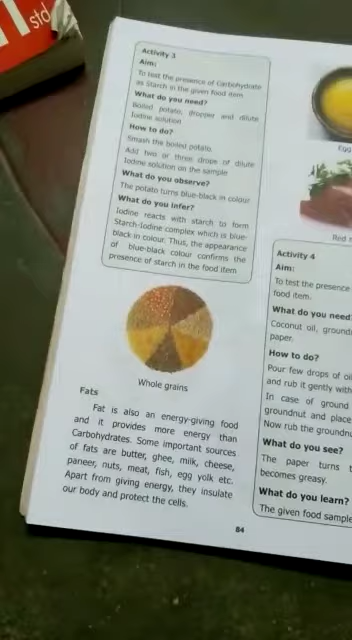 std
Activity 3
Aim:
To test the presence of Carbohydrate
as Starch in the given food item
What do you need?
Boiled potato, dropper and dilute
Iodine solution
How to do?
Smash the boiled potato.
Add two or three drops of dilute
Iodine solution on the sample
What do you observe?
The potato turns blue-black in colour
What do you infer?
Iodine reacts with starch to form
Starch-Iodine complex which is blue-
black in colour. Thus, the appearance
of blue-black colour confirms the
presence of starch in the food item
Whole grains
Fats
Fat is also an energy-giving food
and it provides more energy than
Carbohydrates. Some important sources
of fats are butter, ghee, milk, cheese,
paneer, nuts, meat, fish, egg yolk etc.
Apart from giving energy, they insulate
our body and protect the cells.
Egg
Red
Activity 4
Aim:
To test the presence
food item.
What do you need
Coconut oil, ground
paper.
How to do?
Pour few drops of oil
and rub it gently with
In case of ground
groundnut and place
Now rub the groundnu
What do you see?
The paper turns t
becomes greasy.
What do you learn?
The given food sample
84